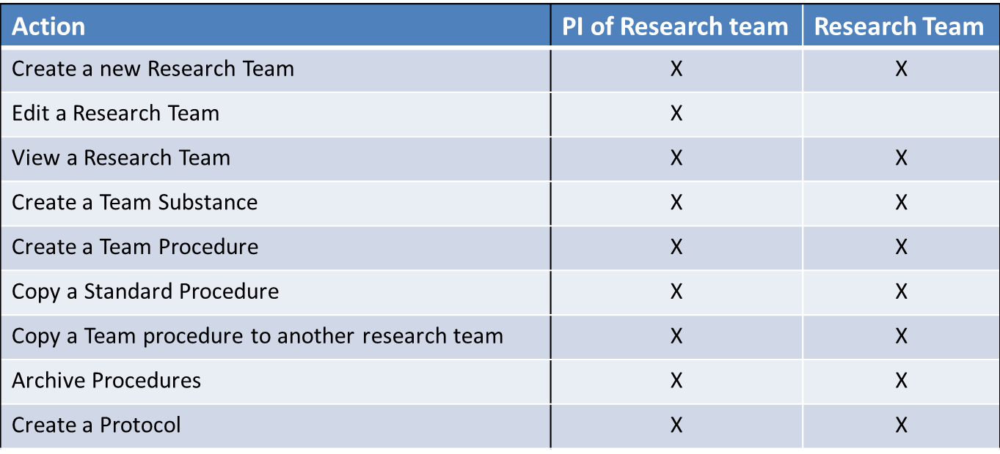 Action PI of Research team Research Team
Create a new Research Team X X
Edit a Research Team X
View a Research Team X X
Create a Team Substance X X
Create a Team Procedure X X
Copy a Standard Procedure X X
Copy a Team procedure to another research team X X
Archive Procedures X X
Create a Protocol X X